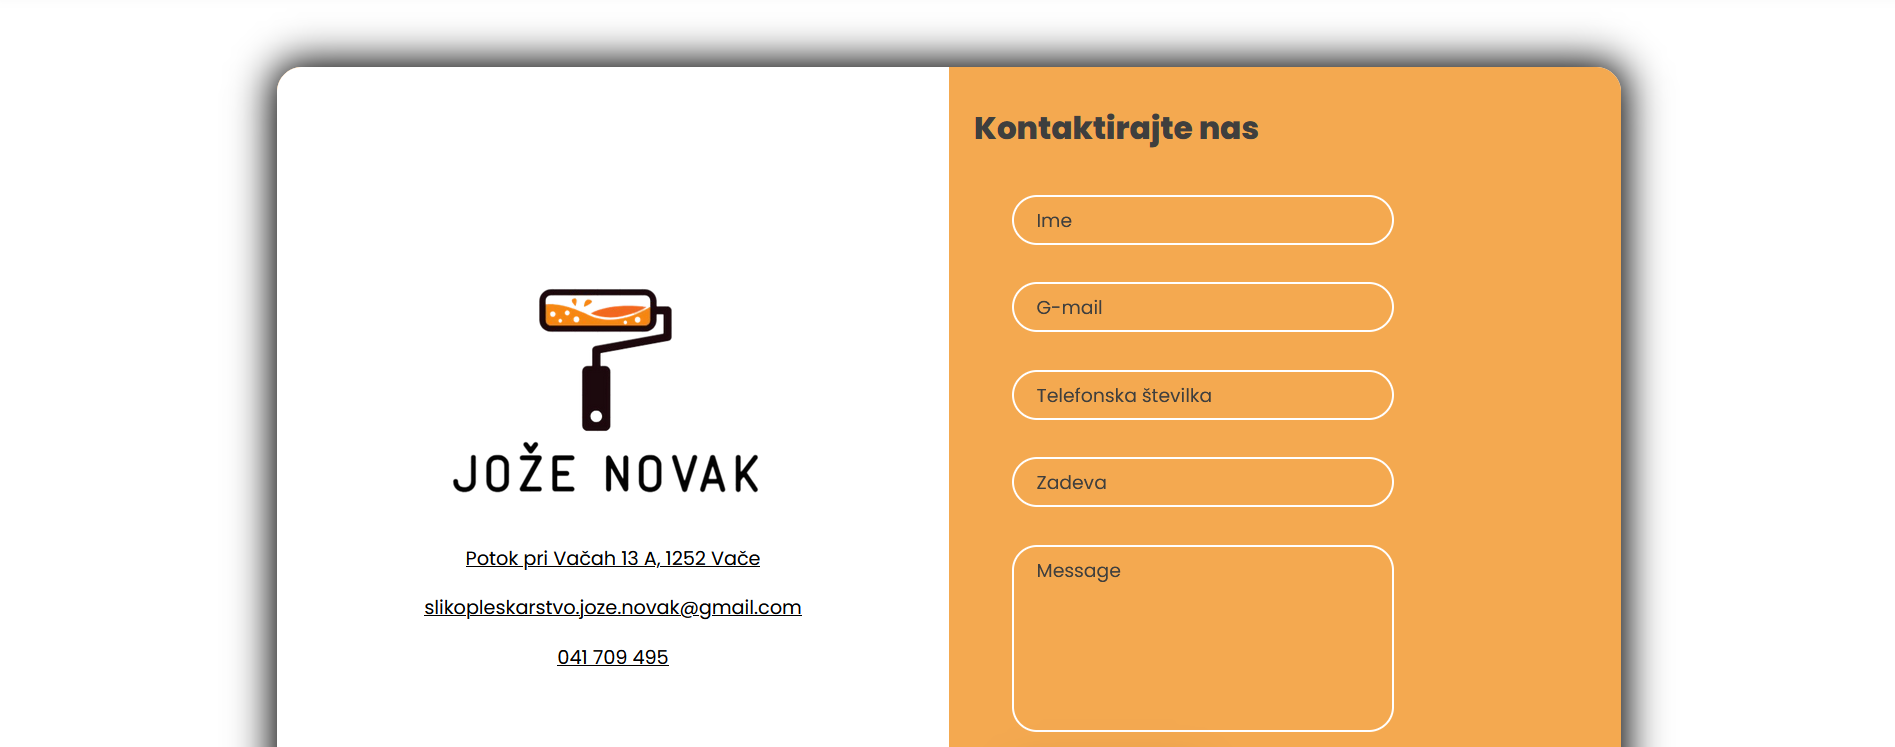 JOŽE NOVAK
Potok pri Vačah 13 A, 1252 Vače
slikopleskarstvo.joze.novak@gmail.com
041 709 495
Kontaktirajte nas
Ime
G-mail
Telefonska številka
Zadeva
Message